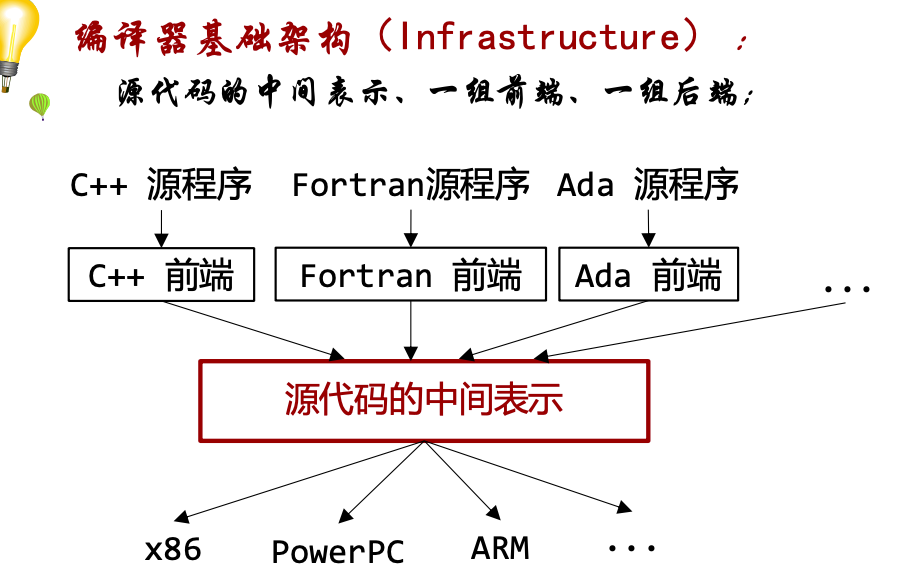 编译器基础架构（Infrastructure）：
源代码的中间表示、一组前端、一组后端；
C++ 源程序 Fortran源程序 Ada 源程序
C++ 前端 Fortran 前端 Ada 前端 ...
源代码的中间表示
x86 PowerPC ARM ...